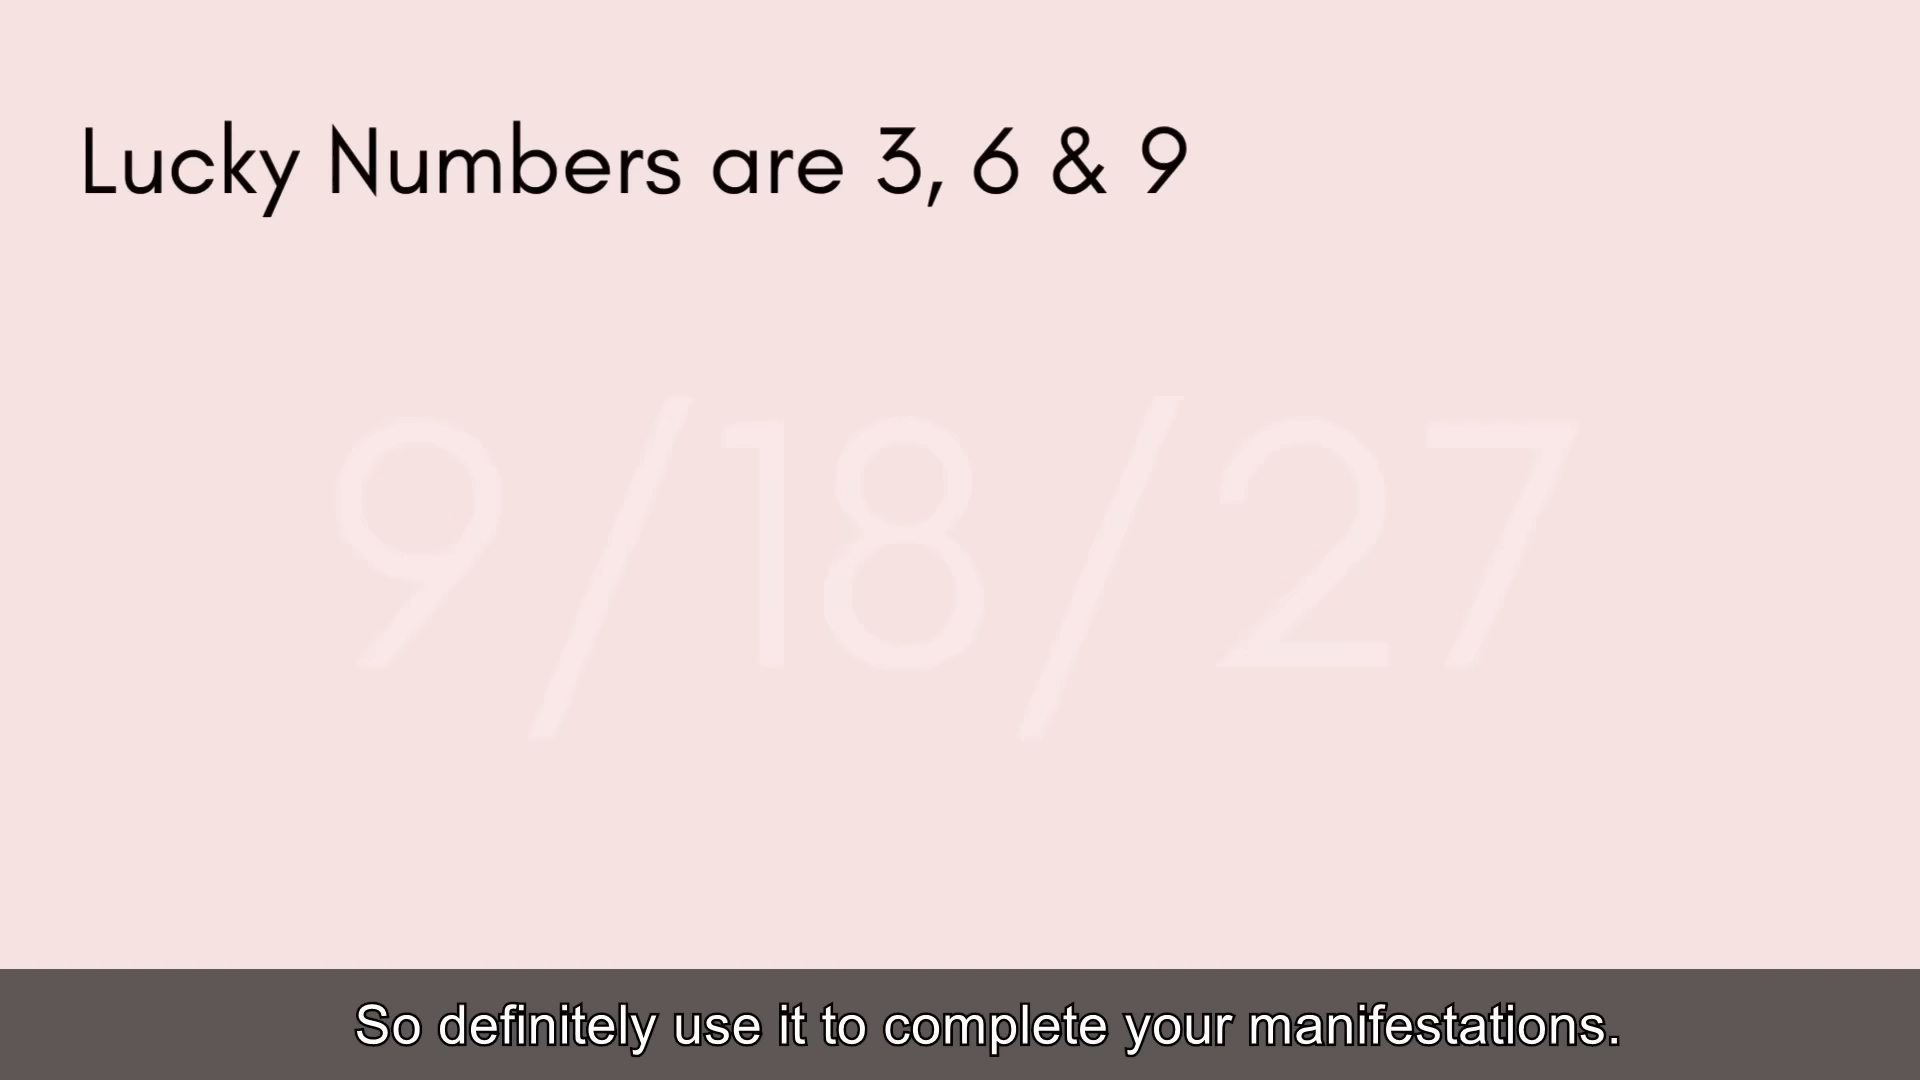 Lucky Numbers are 3, 6 & 9
9/18/27
So definitely use it to complete your manifestations.